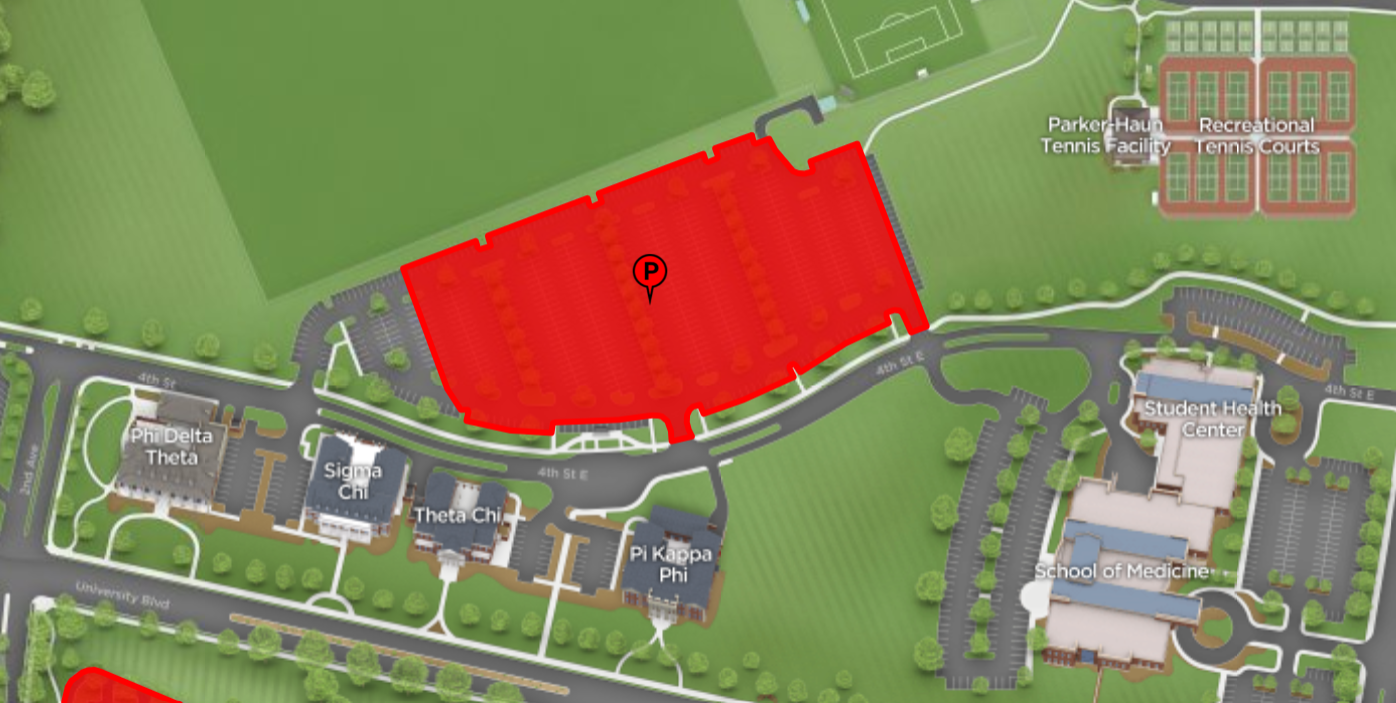 Parker-Haun
Tennis Facility
Recreational
Tennis Courts
P
4th St E
4th St
4th St E
Student Health
Center
Phi Delta
Theta
2nd Ave
Sigma
Chi
4th St E
Theta Chi
Pi Kappa
Phi
School of Medicine
University Blvd